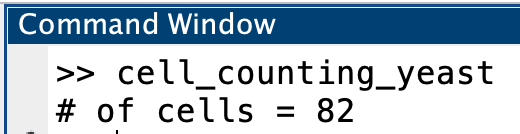 Command Window
>> cell_counting_yeast
# of cells = 82